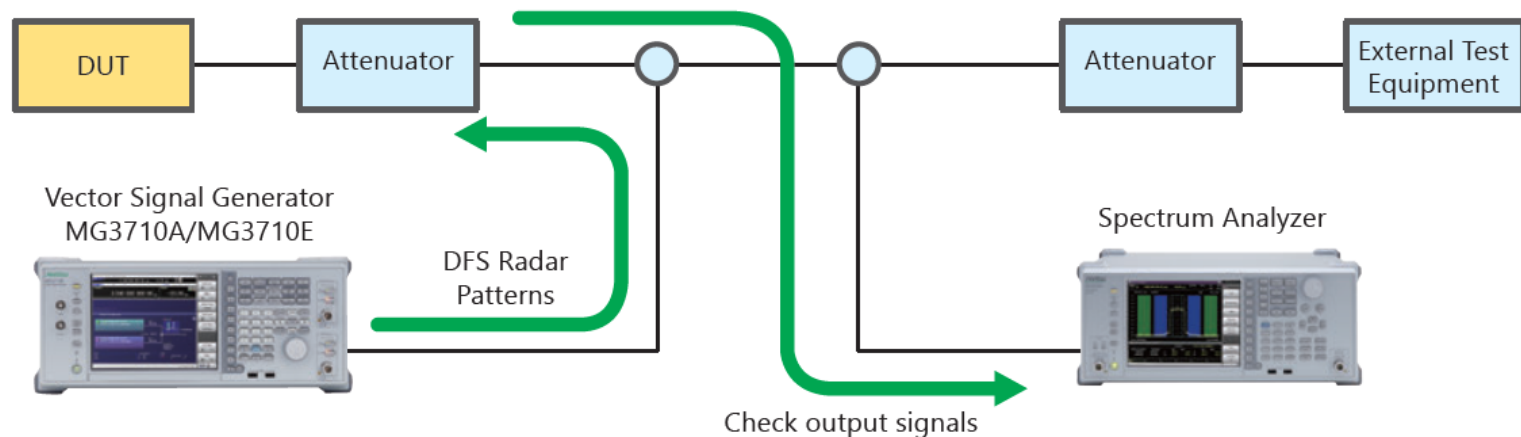 DUT
Attenuator
Attenuator
External Test
Equipment
Vector Signal Generator
MG3710A/MG3710E
DFS Radar
Patterns
Spectrum Analyzer
Check output signals